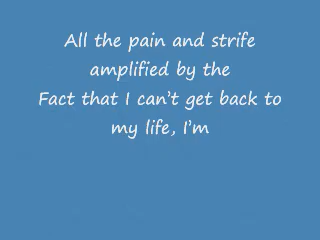 All the pain and strife
amplified by the
Fact that I can't get back to
my life, I'm